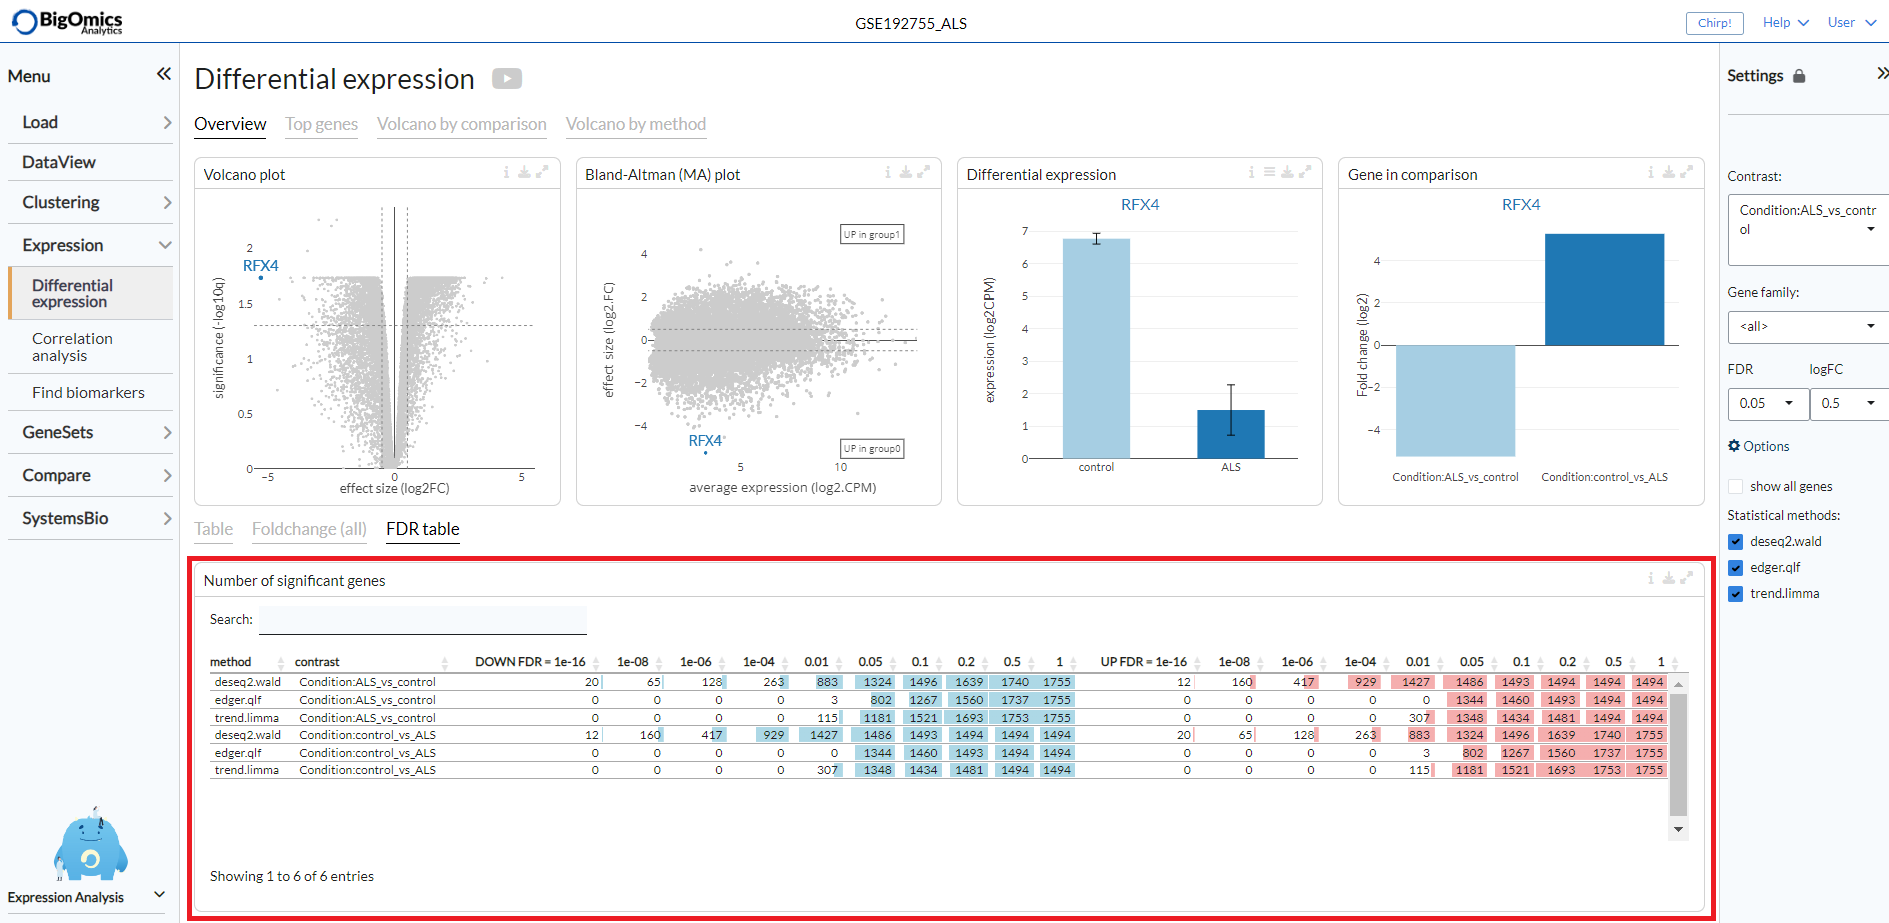 BigOmics
Analytics
GSE192755_ALS
Chirp!
Help
User
Menu
Load
DataView
Clustering
Expression
Differential
expression
Correlation
analysis
Find biomarkers
GeneSets
Compare
SystemsBio
Expression Analysis
Differential expression
Overview Top genes Volcano by comparison Volcano by method
Volcano plot
RFX4
2
1.5
1
0.5
0
−5 0 5
significance (-log10q)
effect size (log2FC)
Bland-Altman (MA) plot
UP in group1
4
2
0
−2
−4
RFX4
UP in group0
5 10
effect size (log2.FC)
average expression (log2.CPM)
Differential expression
RFX4
7
6
5
4
3
2
1
0
expression (log2CPM)
control ALS
Gene in comparison
RFX4
4
2
0
−2
−4
Fold change (log2)
Condition:ALS_vs_control Condition:control_vs_ALS
Table Foldchange (all) FDR table
Number of significant genes
Search:
method contrast DOWN FDR = 1e-16 1e-08 1e-06 1e-04 0.01 0.05 0.1 0.2 0.5 1 UP FDR = 1e-16 1e-08 1e-06 1e-04 0.01 0.05 0.1 0.2 0.5 1
deseq2.wald Condition:ALS_vs_control 20 65 128 263 883 1324 1496 1639 1740 1755 12 160 417 929 1427 1486 1493 1494 1494 1494
edger.qlf Condition:ALS_vs_control 0 0 0 0 3 802 1267 1560 1737 1755 0 0 0 0 0 1344 1460 1493 1494 1494
trend.limma Condition:ALS_vs_control 0 0 0 0 115 1181 1521 1693 1753 1755 0 0 0 0 307 1348 1434 1481 1494 1494
deseq2.wald Condition:control_vs_ALS 12 160 417 929 1427 1486 1493 1494 1494 1494 20 65 128 263 883 1324 1496 1639 1740 1755
edger.qlf Condition:control_vs_ALS 0 0 0 0 0 1344 1460 1493 1494 1494 0 0 0 0 3 802 1267 1560 1737 1755
trend.limma Condition:control_vs_ALS 0 0 0 0 307 1348 1434 1481 1494 1494 0 0 0 0 115 1181 1521 1693 1753 1755
Showing 1 to 6 of 6 entries
Settings
Contrast:
Condition:ALS_vs_contr
ol
Gene family:
<all>
FDR logFC
0.05 0.5
Options
show all genes
Statistical methods:
deseq2.wald
edger.qlf
trend.limma